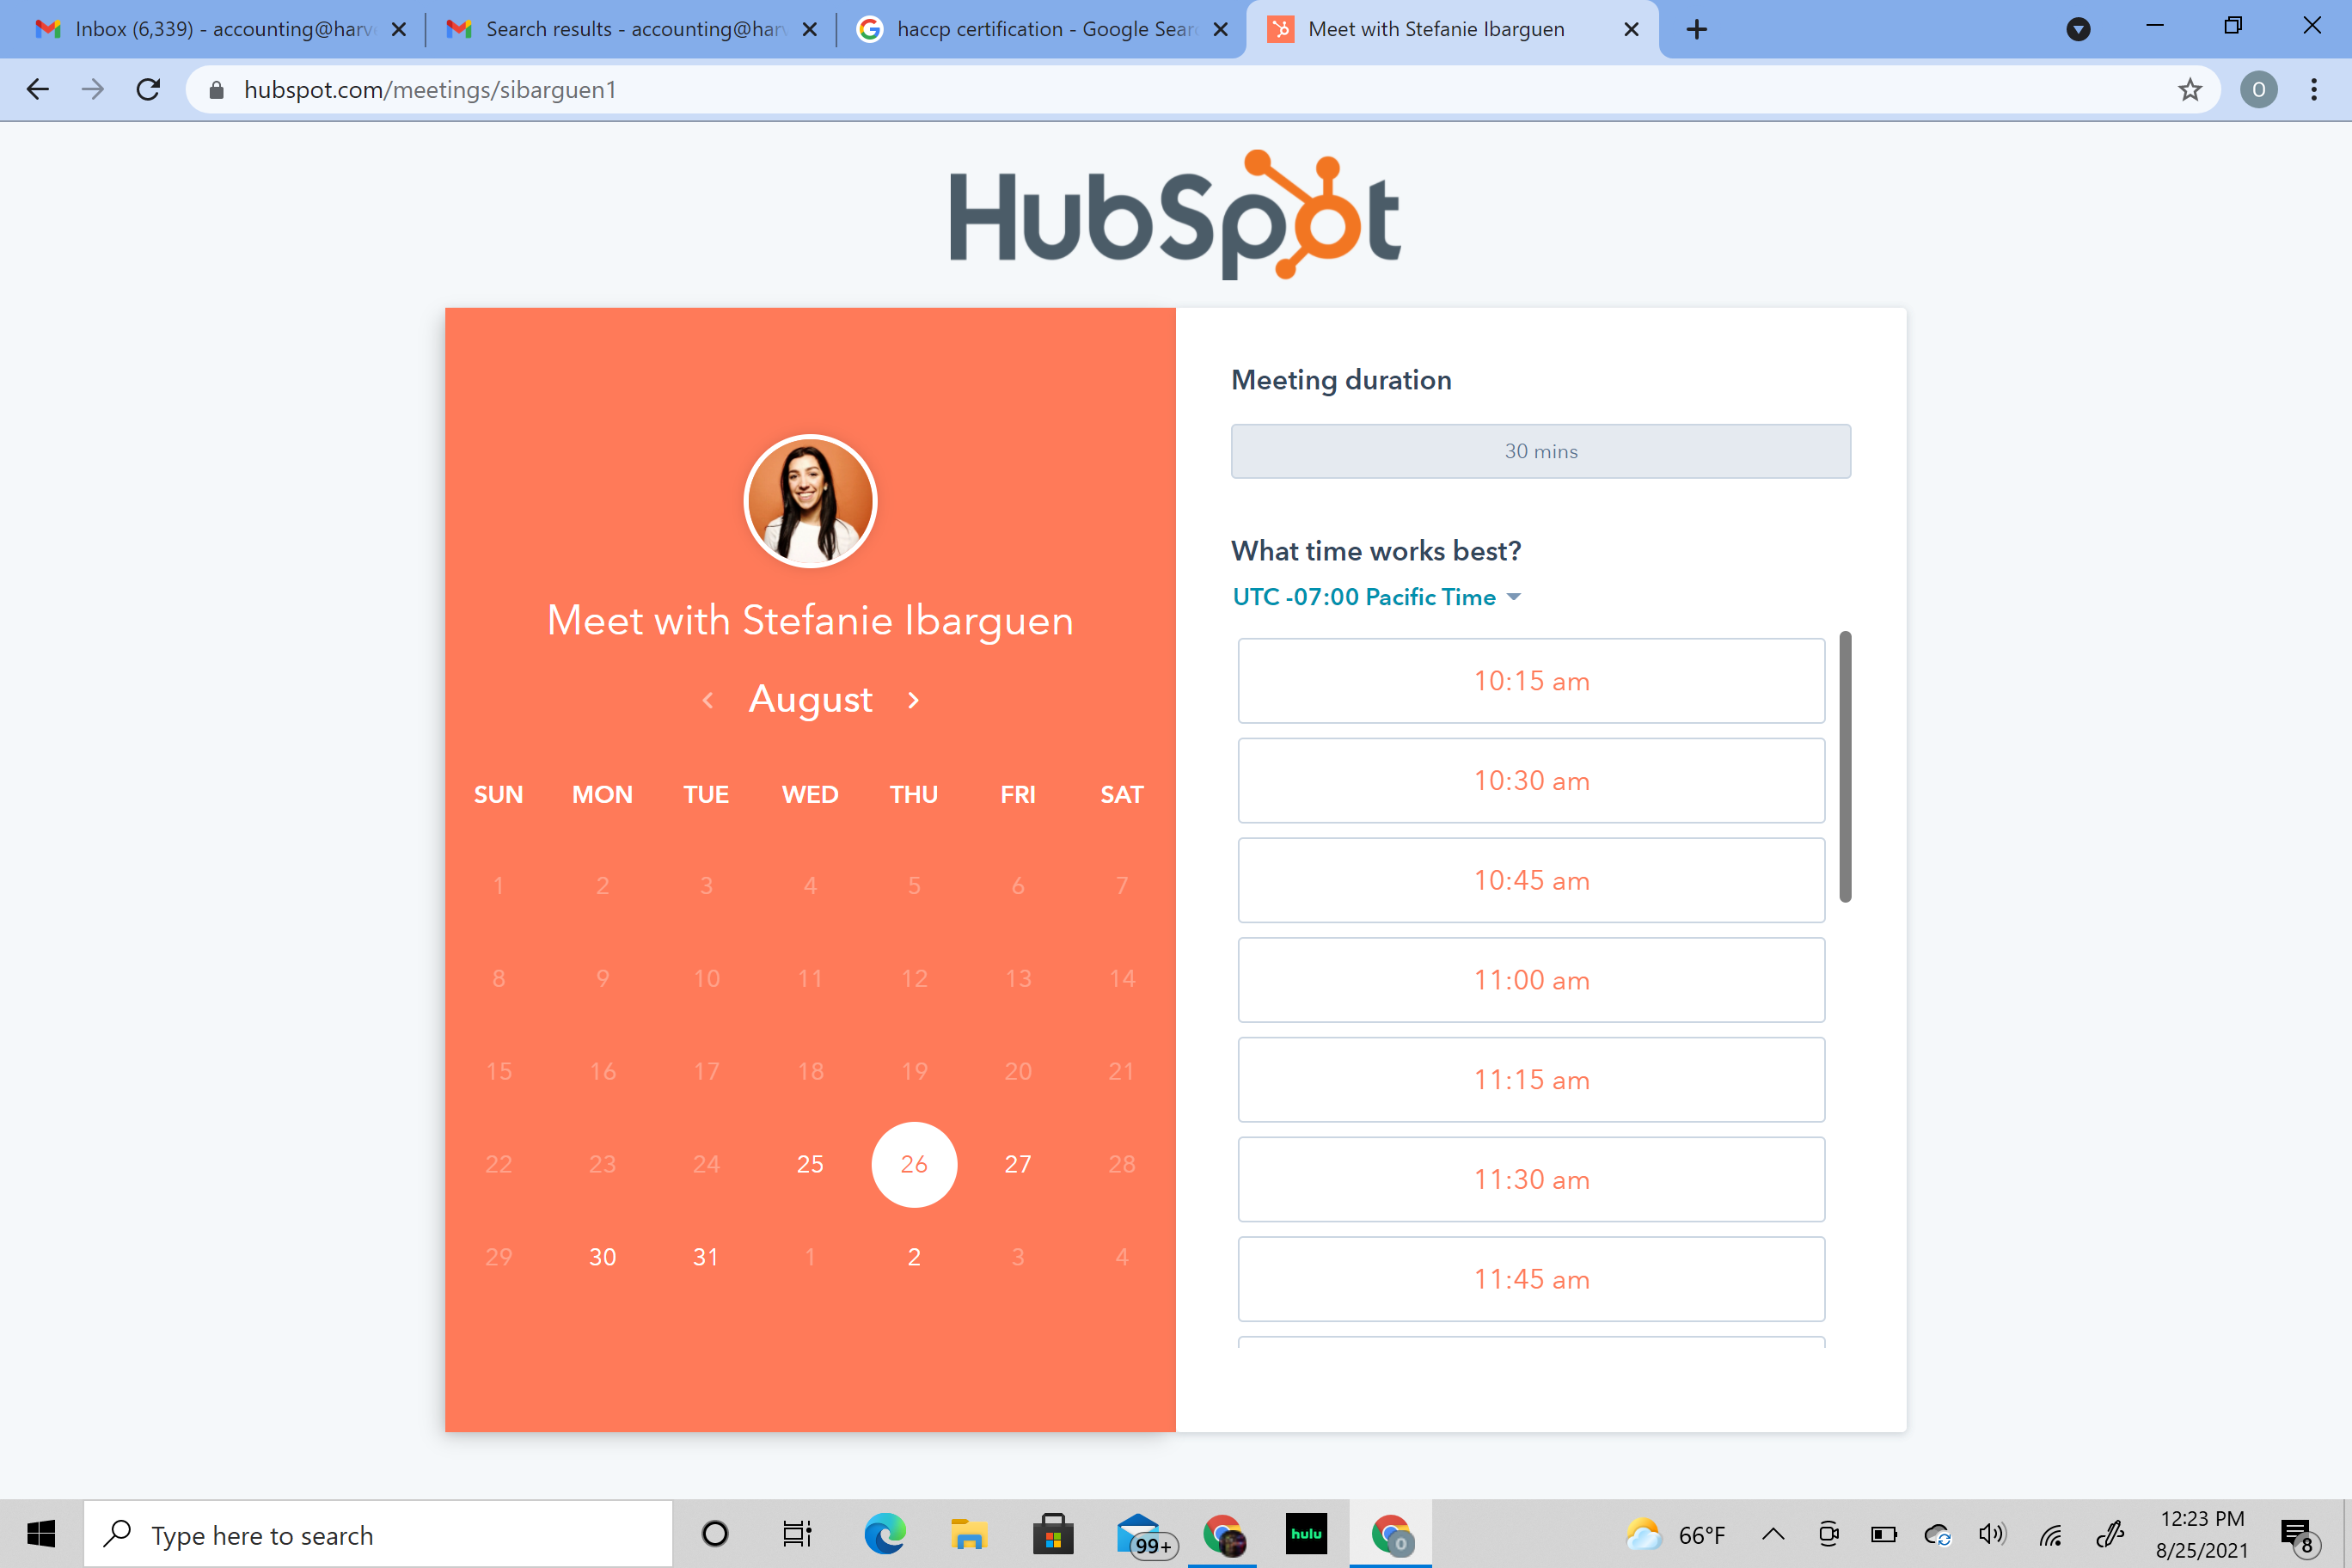 Inbox (6,339) - accounting@harv
Search results - accounting@har
haccp certification - Google Sear
Meet with Stefanie Ibarguen
hubspot.com/meetings/sibarguen1
O
HubSpot
Meet with Stefanie Ibarguen
August
SUN MON TUE WED THU FRI SAT
1 2 3 4 5 6 7
8 9 10 11 12 13 14
15 16 17 18 19 20 21
22 23 24 25 26 27 28
29 30 31 1 2 3 4
Meeting duration
30 mins
What time works best?
UTC -07:00 Pacific Time
10:15 am
10:30 am
10:45 am
11:00 am
11:15 am
11:30 am
11:45 am
Type here to search
99+
hulu
O
66°F
12:23 PM
8/25/2021
8